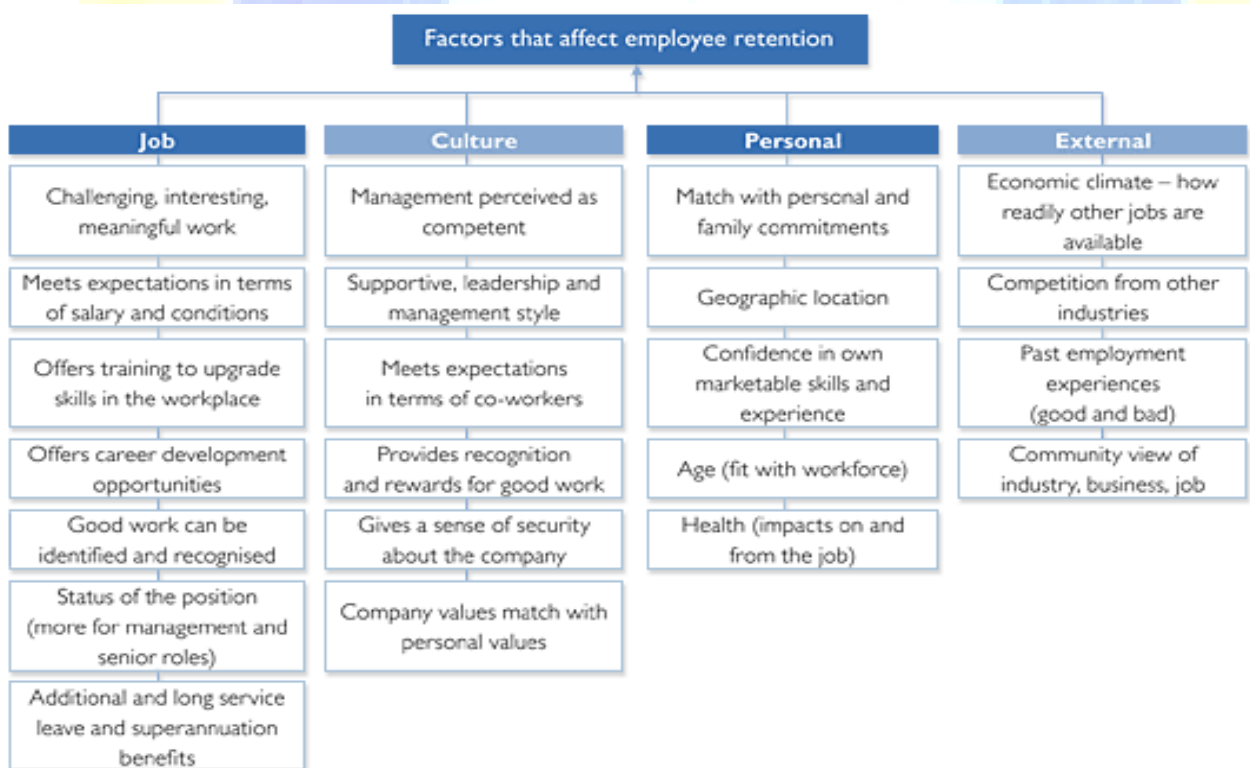 Factors that affect employee retention
Job
Challenging, interesting,
meaningful work
Meets expectations in terms
of salary and conditions
Offers training to upgrade
skills in the workplace
Offers career development
opportunities
Good work can be
identified and recognised
Status of the position
(more for management and
senior roles)
Additional and long service
leave and superannuation
benefits
Culture
Management perceived as
competent
Supportive, leadership and
management style
Meets expectations
in terms of co-workers
Provides recognition
and rewards for good work
Gives a sense of security
about the company
Company values match with
personal values
Personal
Match with personal and
family commitments
Geographic location
Confidence in own
marketable skills and
experience
Age (fit with workforce)
Health (impacts on and
from the job)
External
Economic climate – how
readily other jobs are
available
Competition from other
industries
Past employment
experiences
(good and bad)
Community view of
industry, business, job